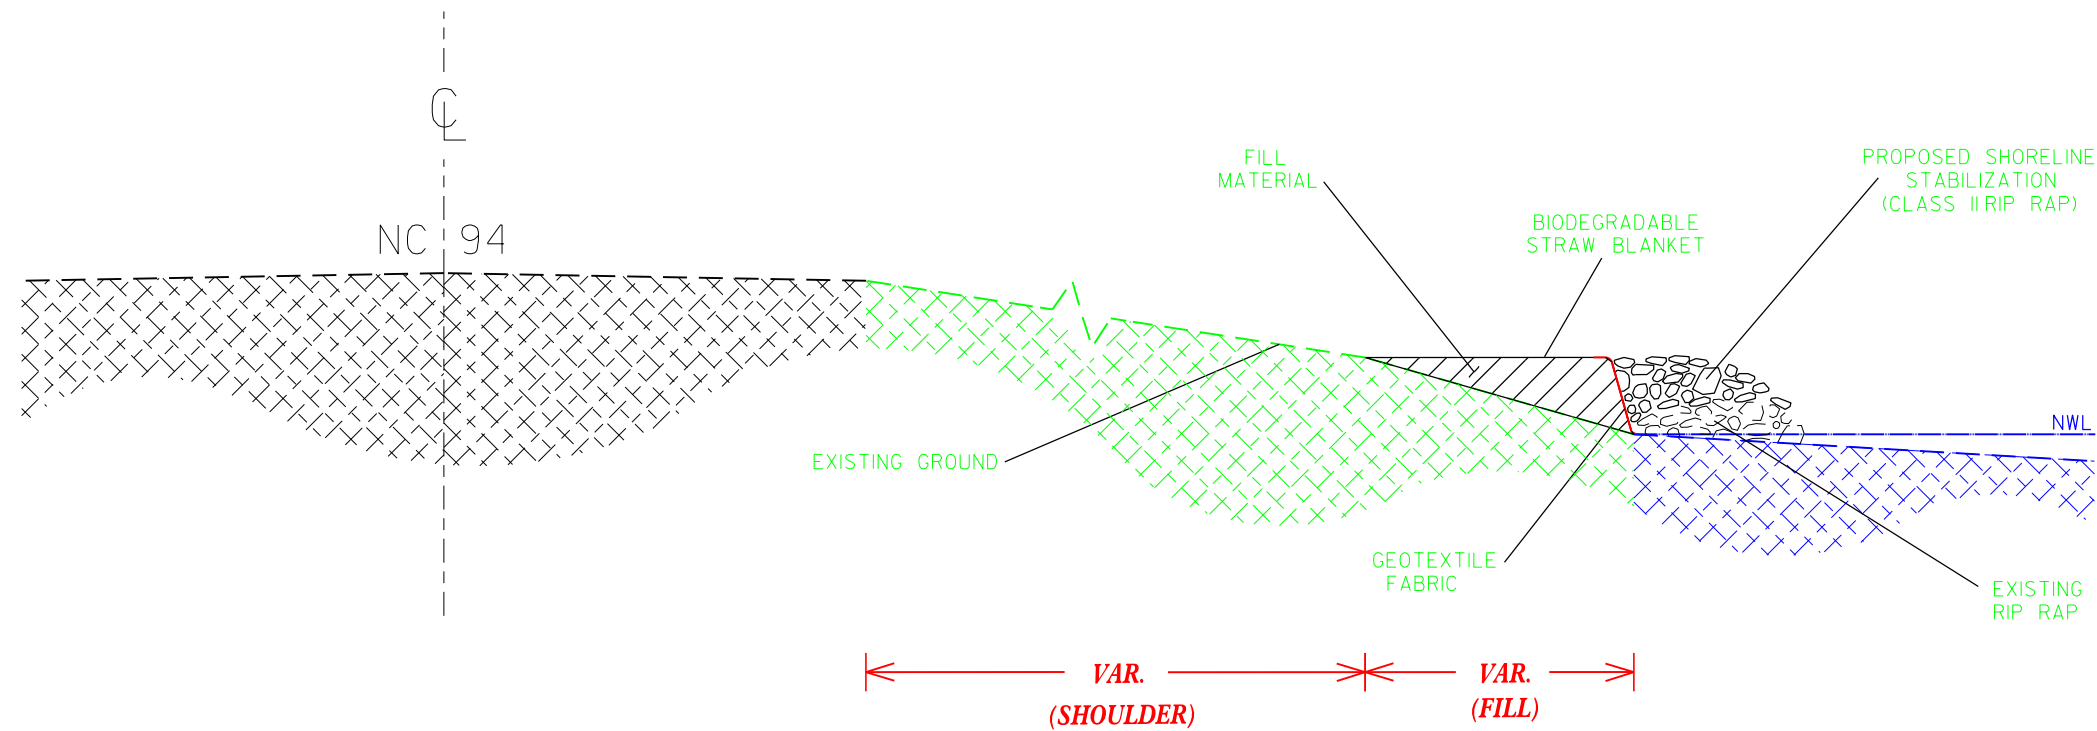 ℄
NC 94
FILL
MATERIAL
BIODEGRADABLE
STRAW BLANKET
PROPOSED SHORELINE
STABILIZATION
(CLASS II RIP RAP)
NWL
EXISTING GROUND
GEOTEXTILE
FABRIC
EXISTING
RIP RAP
VAR.
(SHOULDER)
VAR.
(FILL)